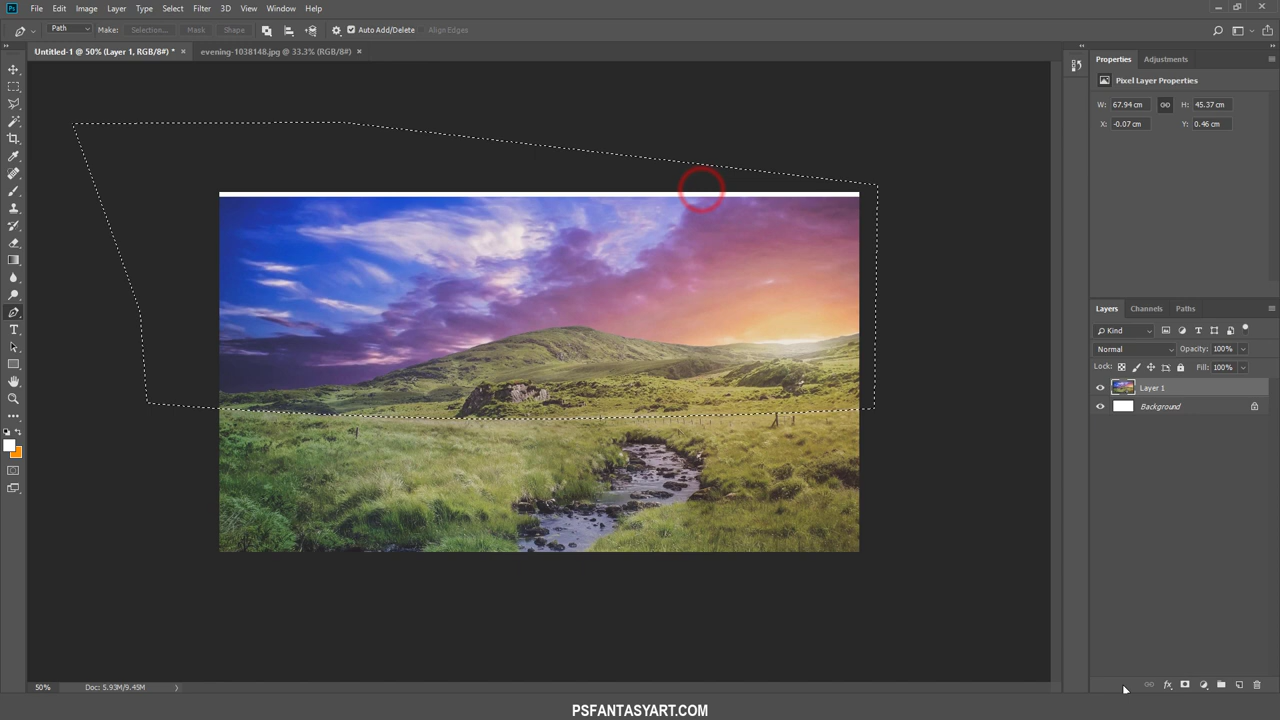 Ps File Edit Image Layer Type Select Filter 3D View Window Help
Path Make: Selection... Mask Shape Auto Add/Delete Align Edges
Untitled-1 @ 50% (Layer 1, RGB/8#) * × evening-1038148.jpg @ 33.3% (RGB/8#) ×
Properties Adjustments
Pixel Layer Properties
W: 67.94 cm H: 45.37 cm
X: -0.07 cm Y: 0.46 cm
Layers Channels Paths
Kind
Normal Opacity: 100%
Lock: Fill: 100%
Layer 1
Background
T
fx
50% Doc: 5.93M/9.45M
PSFANTASYART.COM